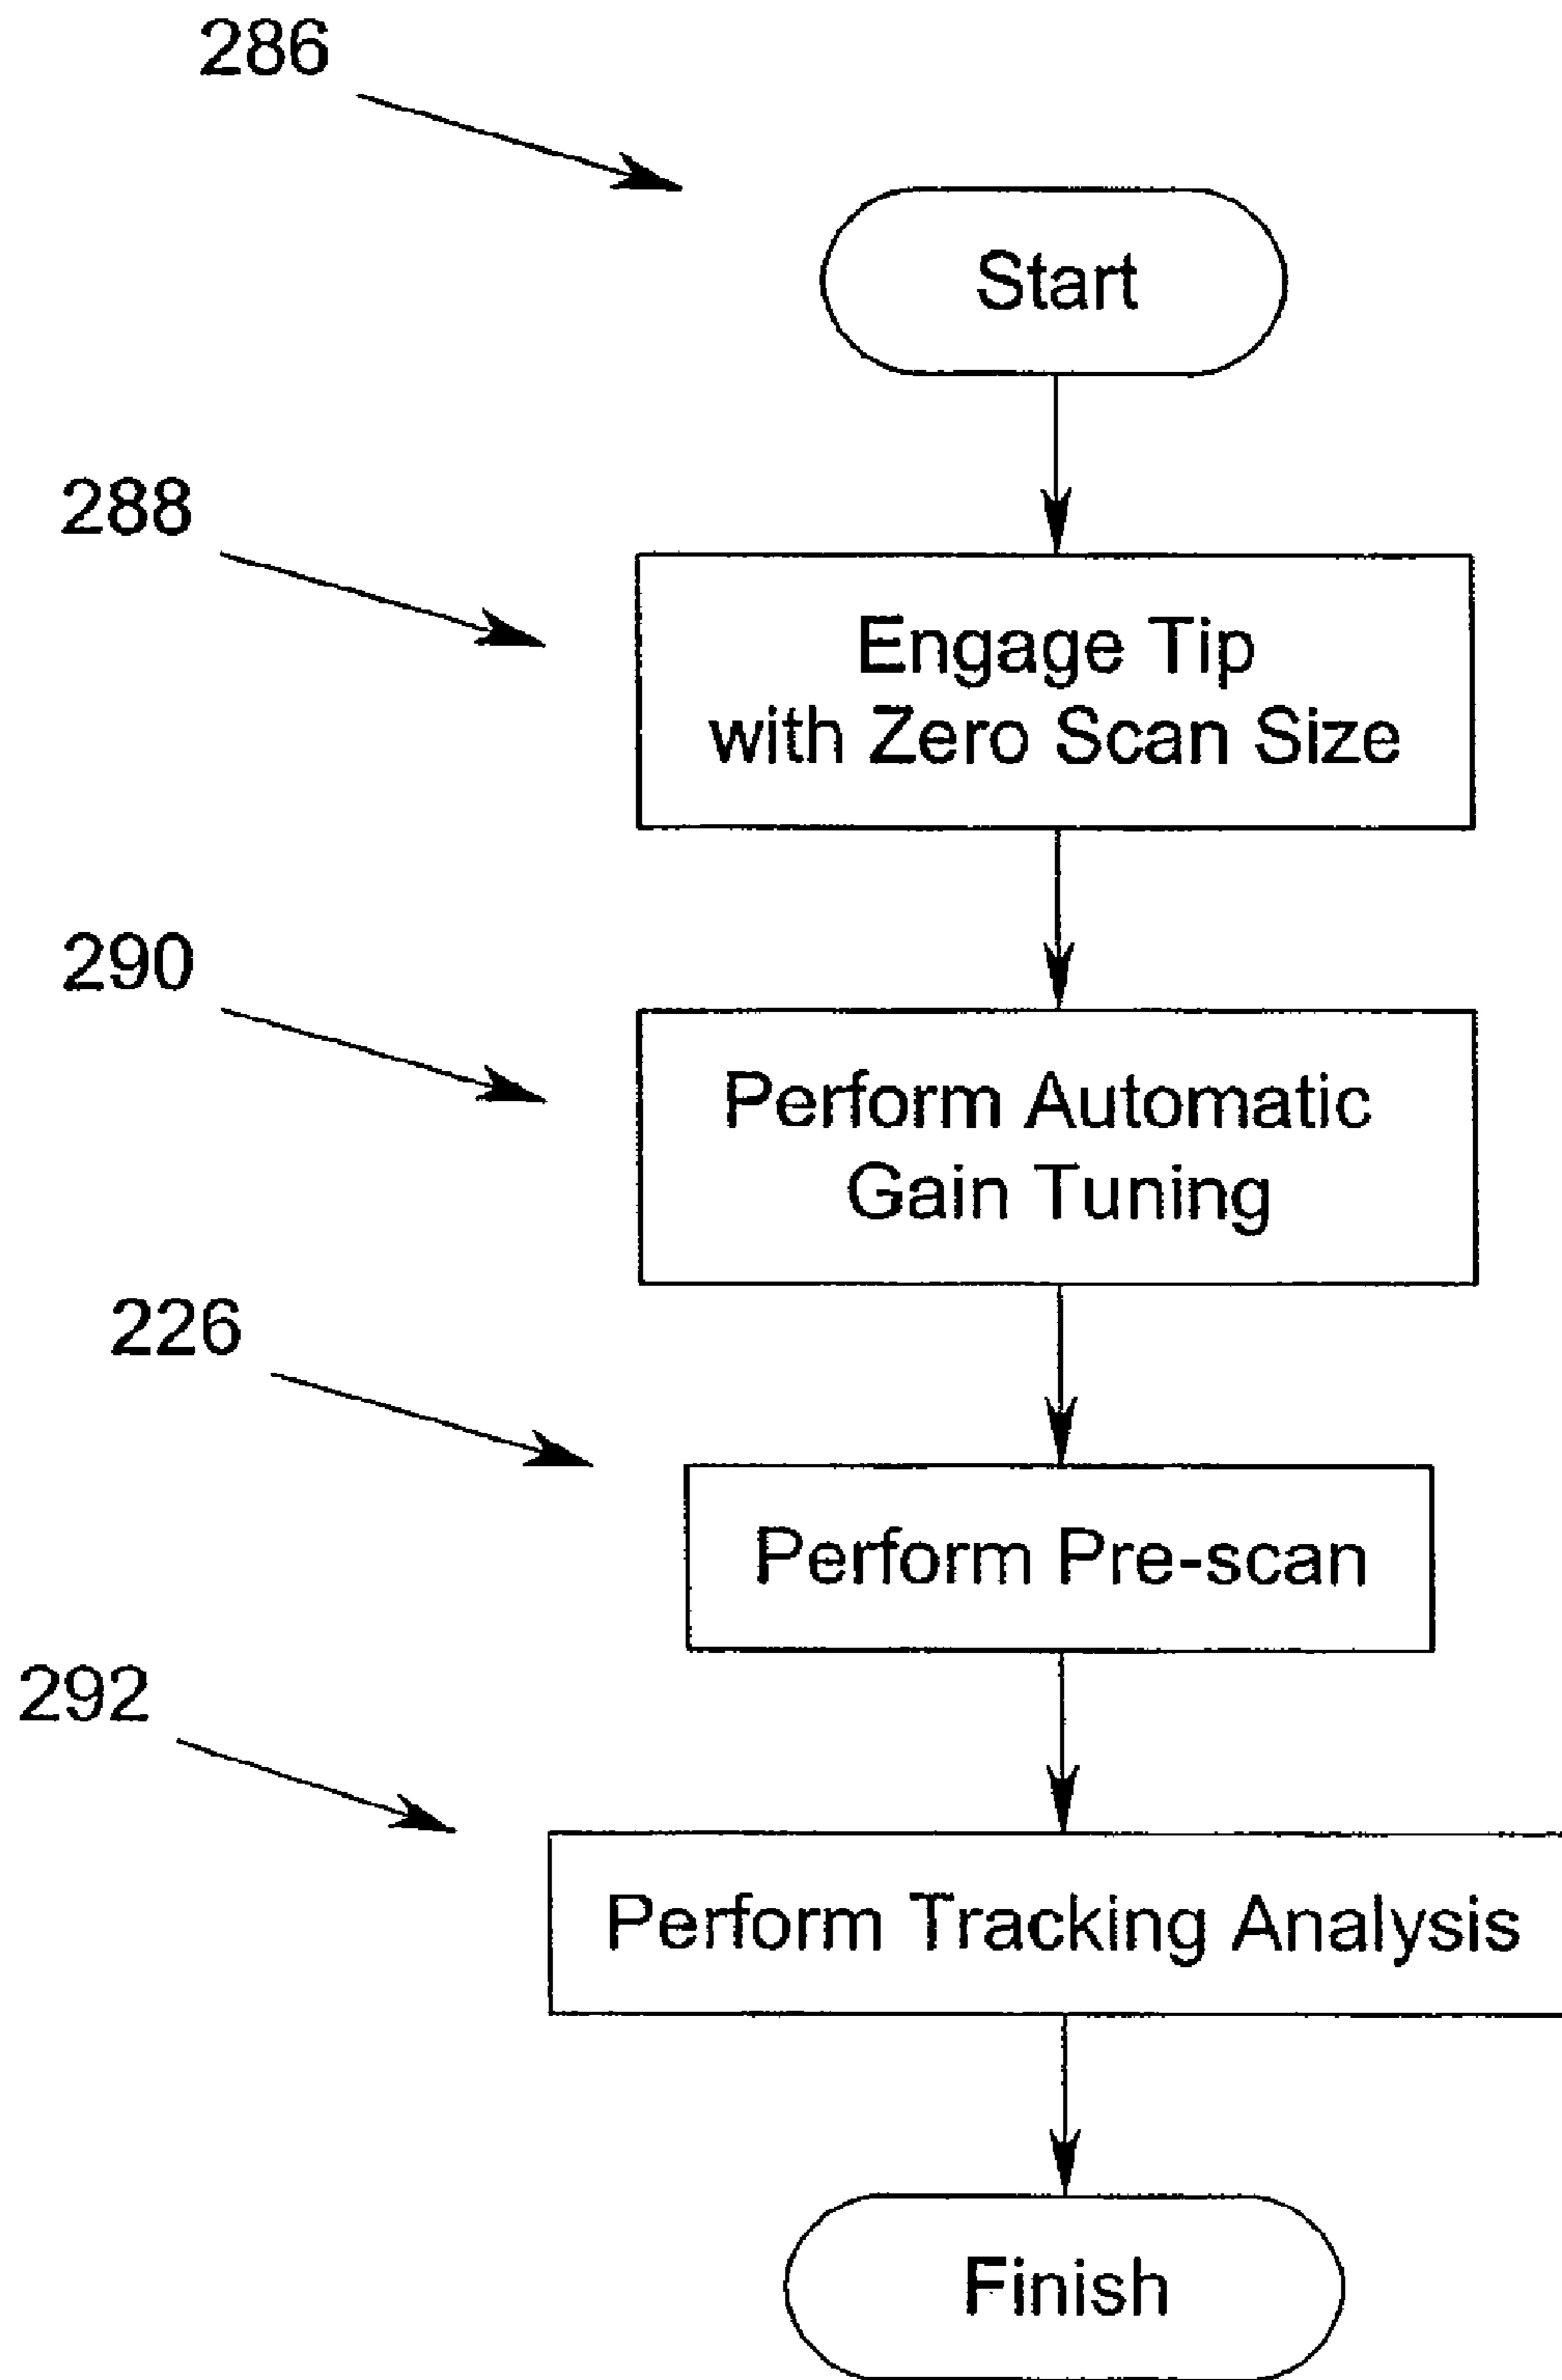 286
Start
288
Engage Tip
with Zero Scan Size
290
Perform Automatic
Gain Tuning
226
Perform Pre-scan
292
Perform Tracking Analysis
Finish